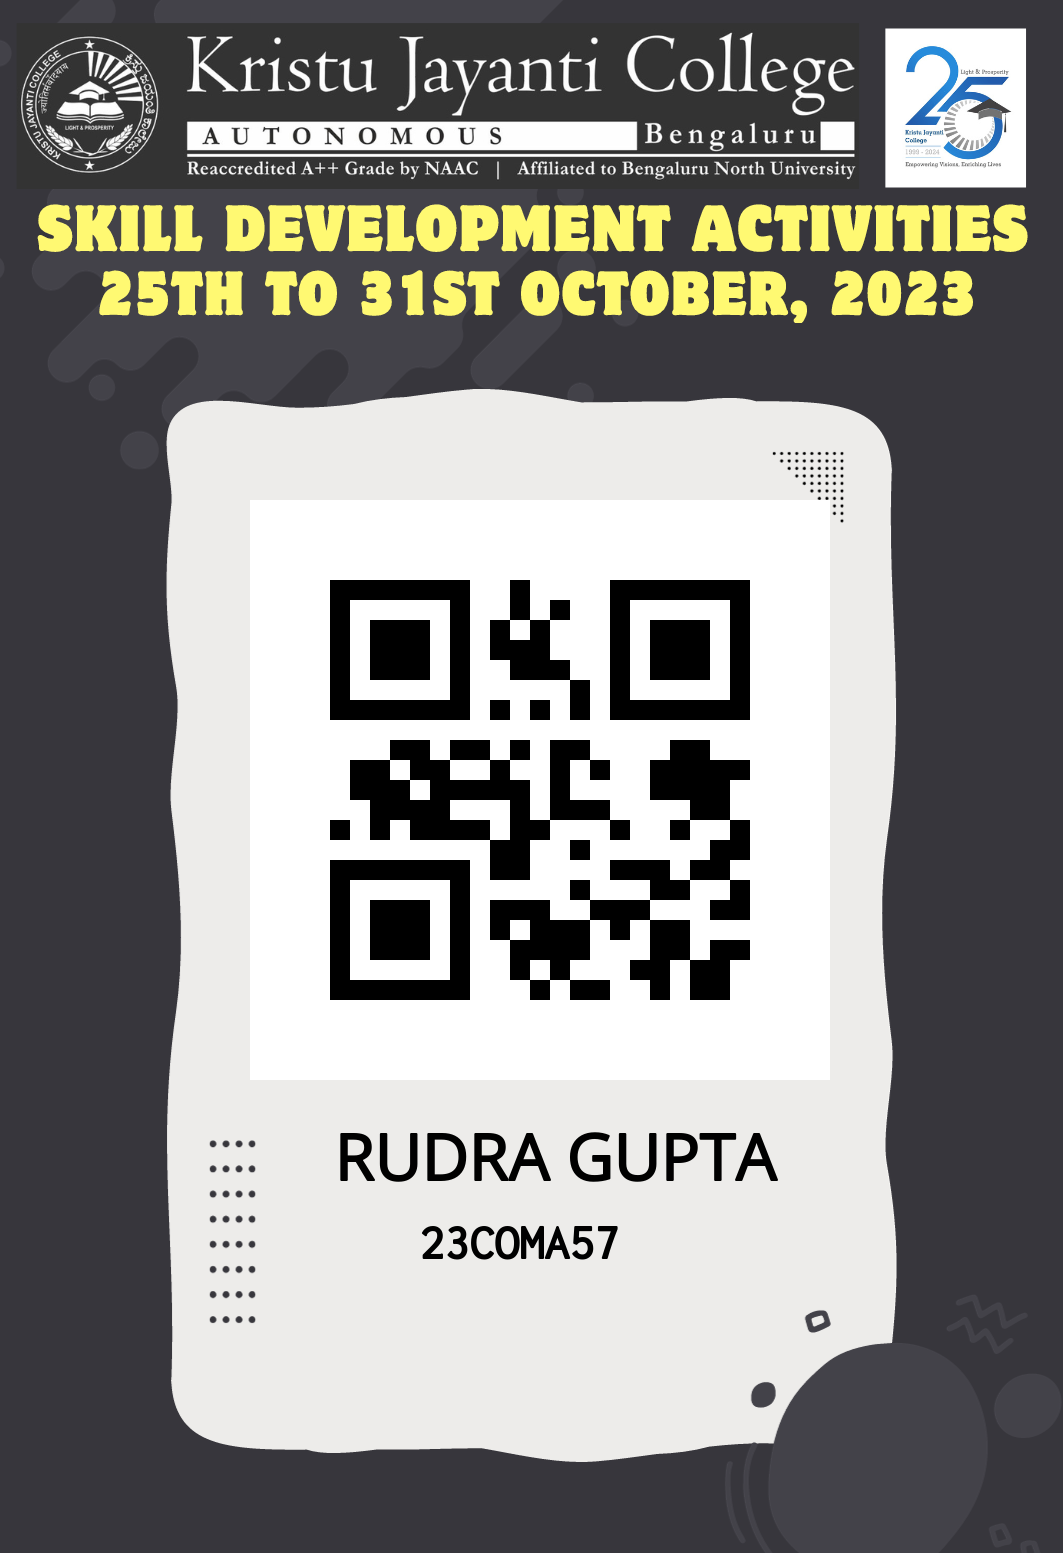 Kristu Jayanti College
AUTONOMOUS Bengaluru
Reaccredited A++ Grade by NAAC | Affiliated to Bengaluru North University
KRISTU JAYANTI COLLEGE
LIGHT & PROSPERITY
25
Light & Prosperity
Kristu Jayanti
College
1999 - 2024
Empowering Visions, Enriching Lives
SKILL DEVELOPMENT ACTIVITIES
25TH TO 31ST OCTOBER, 2023
RUDRA GUPTA
23COMA57